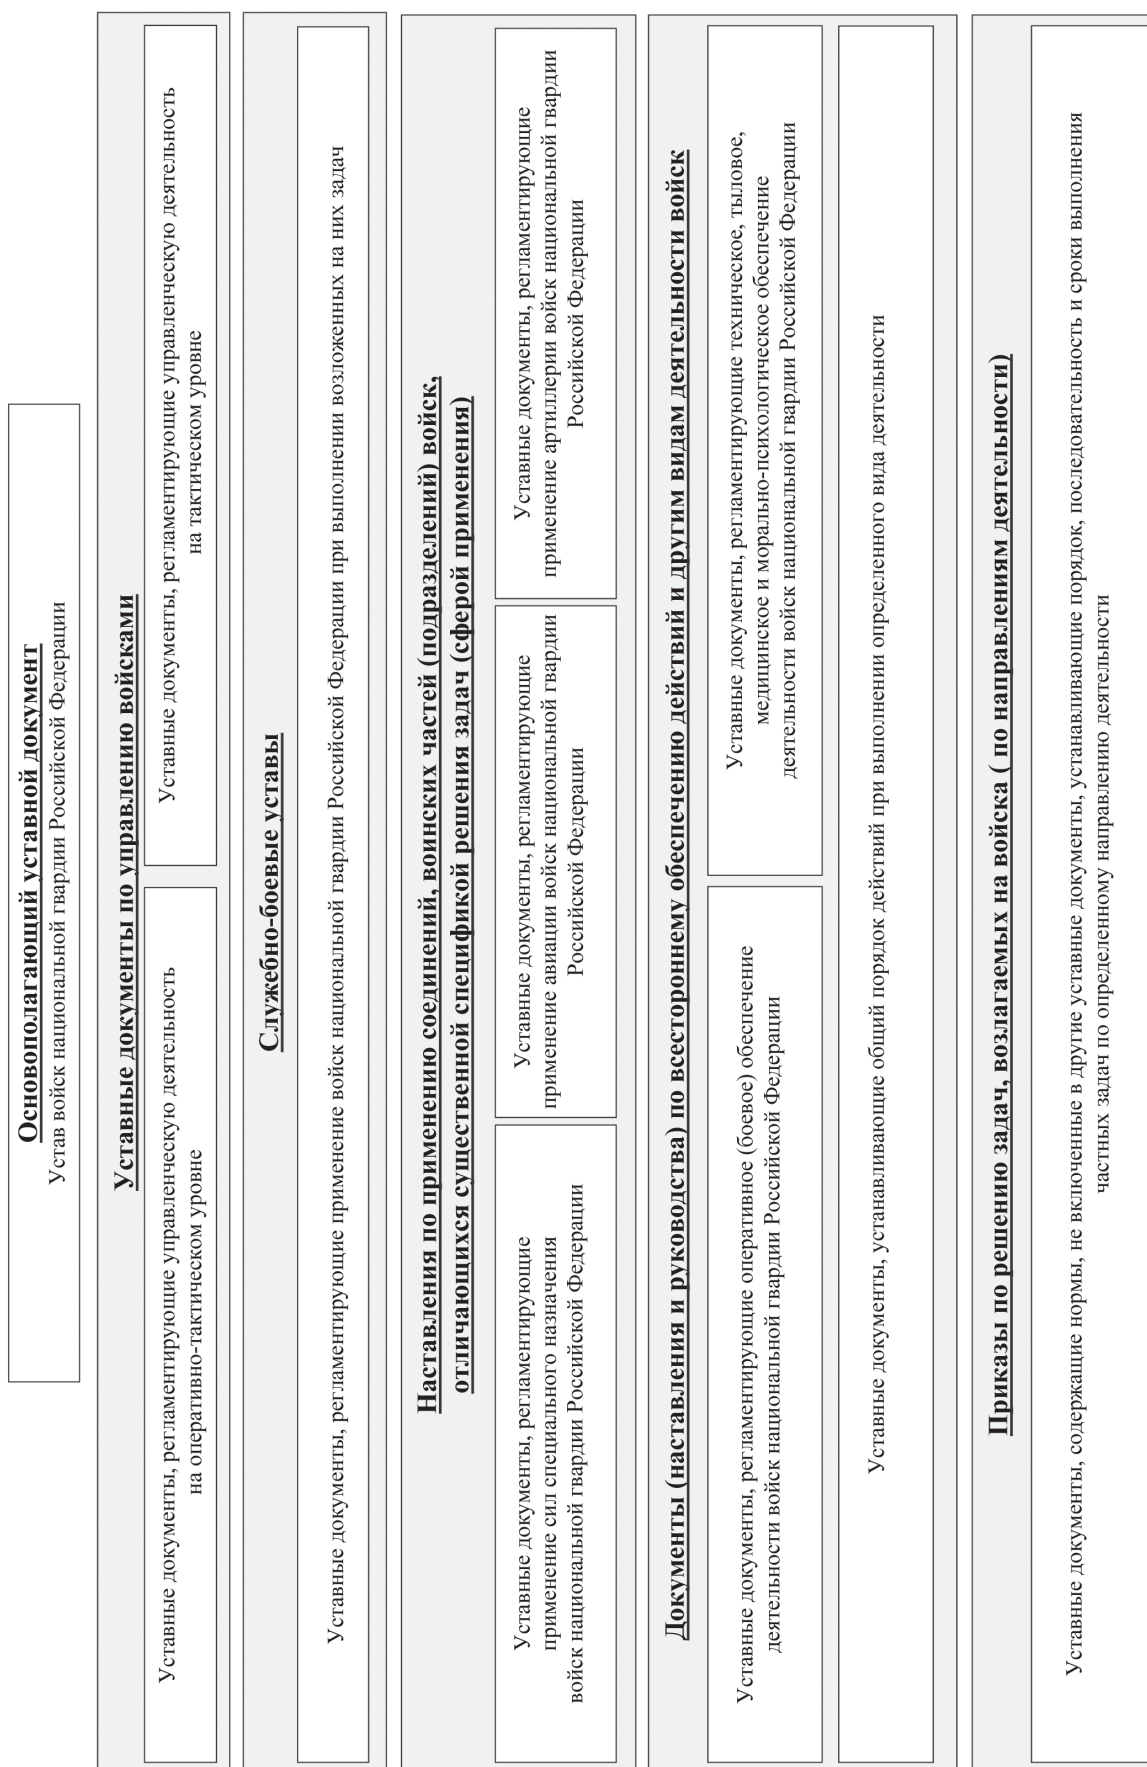 Основополагающий уставной документ
Устав войск национальной гвардии Российской Федерации
Уставные документы по управлению войсками
Уставные документы, регламентирующие управленческую деятельность
на оперативно-тактическом уровне
Уставные документы, регламентирующие управленческую деятельность
на тактическом уровне
Служебно-боевые уставы
Уставные документы, регламентирующие применение войск национальной гвардии Российской Федерации при выполнении возложенных на них задач
Наставления по применению соединений, воинских частей (подразделений) войск,
отличающихся существенной спецификой решения задач (сферой применения)
Уставные документы, регламентирующие
применение сил специального назначения
войск национальной гвардии Российской Федерации
Уставные документы, регламентирующие
применение авиации войск национальной гвардии
Российской Федерации
Уставные документы, регламентирующие
применение артиллерии войск национальной гвардии
Российской Федерации
Документы (наставления и руководства) по всестороннему обеспечению действий и другим видам деятельности войск
Уставные документы, регламентирующие оперативное (боевое) обеспечение
деятельности войск национальной гвардии Российской Федерации
Уставные документы, регламентирующие техническое, тыловое,
медицинское и морально-психологическое обеспечение
деятельности войск национальной гвардии Российской Федерации
Уставные документы, устанавливающие общий порядок действий при выполнении определенного вида деятельности
Приказы по решению задач, возлагаемых на войска ( по направлениям деятельности)
Уставные документы, содержащие нормы, не включенные в другие уставные документы, устанавливающие порядок, последовательность и сроки выполнения
частных задач по определенному направлению деятельности